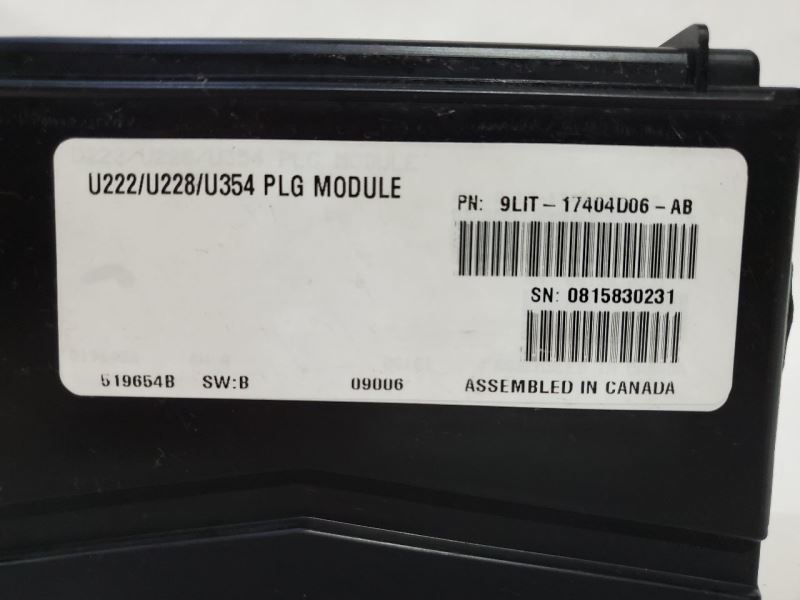 U222/U228/U354 PLG MODULE
PN: 9LIT-17404D06-AB
SN: 0815830231
519654B SW:B 09006 ASSEMBLED IN CANADA